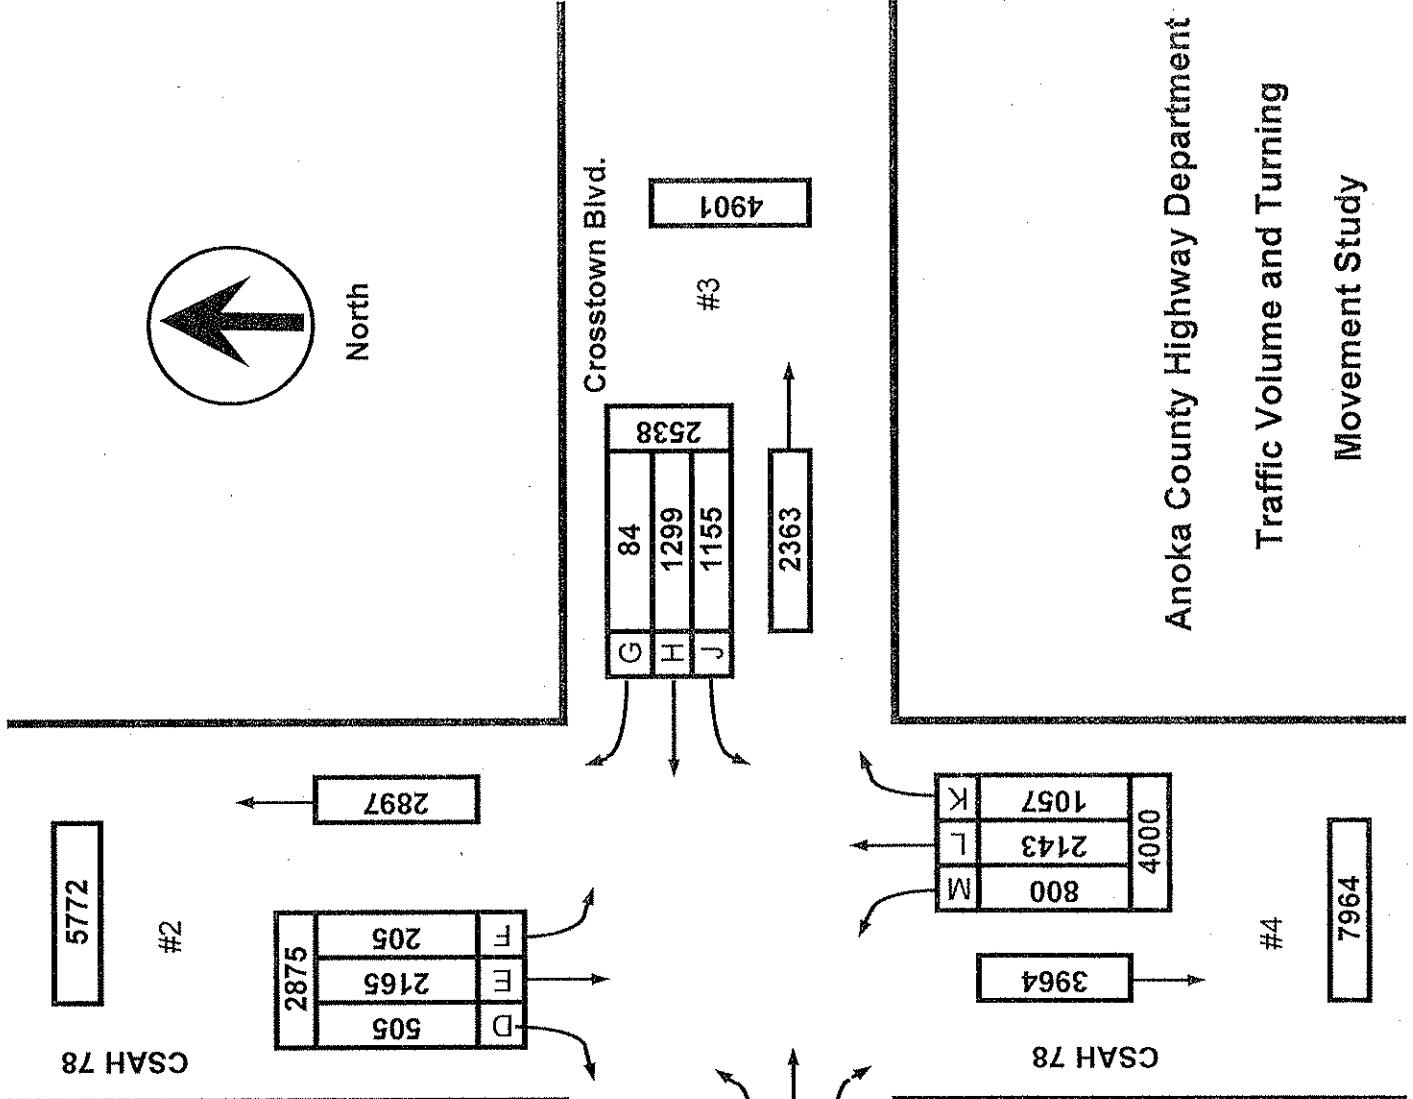 North
Crosstown Blvd.
4901
#3
2538
G 84
H 1299
J 1155
2363
5772
#2
2897
2875
505 2165 205
D E F
CSAH 78
M L K
800 2143 1057
4000
3964
#4
7964
CSAH 78
Anoka County Highway Department
Traffic Volume and Turning
Movement Study